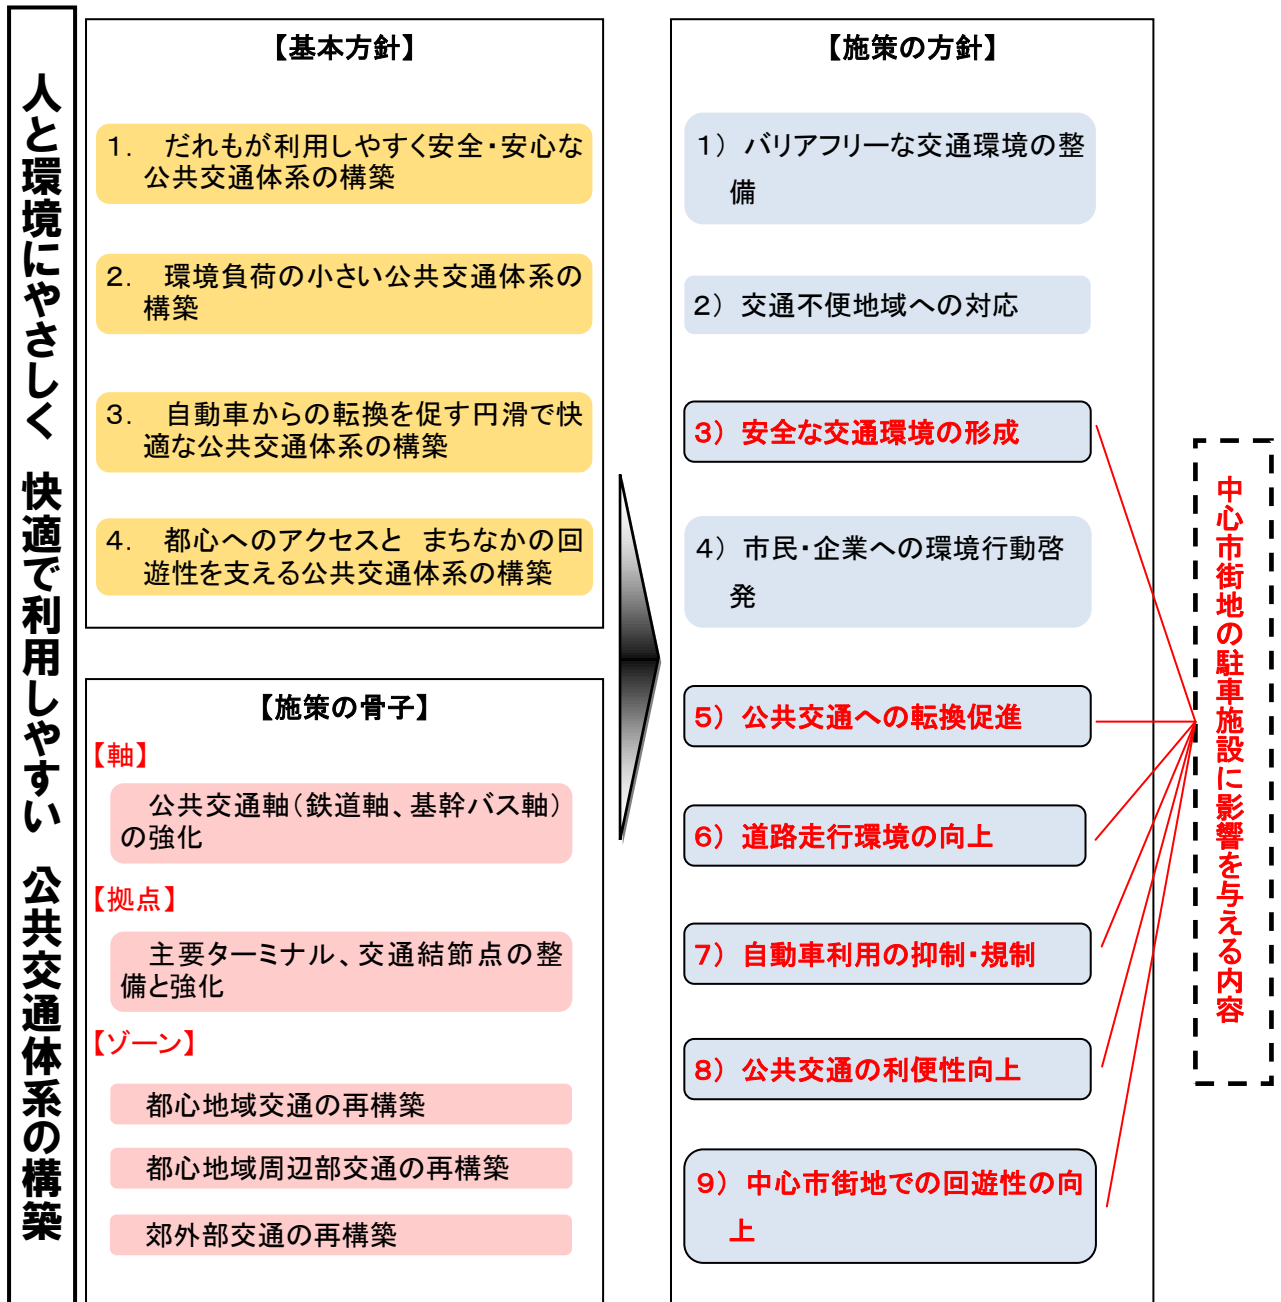 人と環境にやさしく　快適で利用しやすい　公共交通体系の構築
【基本方針】
1.　だれもが利用しやすく安全・安心な
公共交通体系の構築
2.　環境負荷の小さい公共交通体系の
構築
3.　自動車からの転換を促す円滑で快
適な公共交通体系の構築
4.　都心へのアクセスと　まちなかの回
遊性を支える公共交通体系の構築
【施策の骨子】
【軸】
公共交通軸（鉄道軸、基幹バス軸）
の強化
【拠点】
主要ターミナル、交通結節点の整
備と強化
【ゾーン】
都心地域交通の再構築
都心地域周辺部交通の再構築
郊外部交通の再構築
【施策の方針】
1）バリアフリーな交通環境の整
備
2）交通不便地域への対応
3）安全な交通環境の形成
4）市民・企業への環境行動啓
発
5）公共交通への転換促進
6）道路走行環境の向上
7）自動車利用の抑制・規制
8）公共交通の利便性向上
9）中心市街地での回遊性の向
上
中心市街地の駐車施設に影響を与える内容